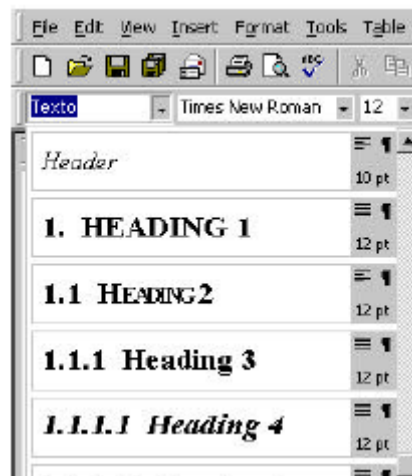 File Edit View Insert Format Tools Table
ABC
Texto Times New Roman 12
Header
10 pt
1. HEADING 1
12 pt
1.1 HEADING2
12 pt
1.1.1 Heading 3
12 pt
1.1.1.1 Heading 4
12 pt